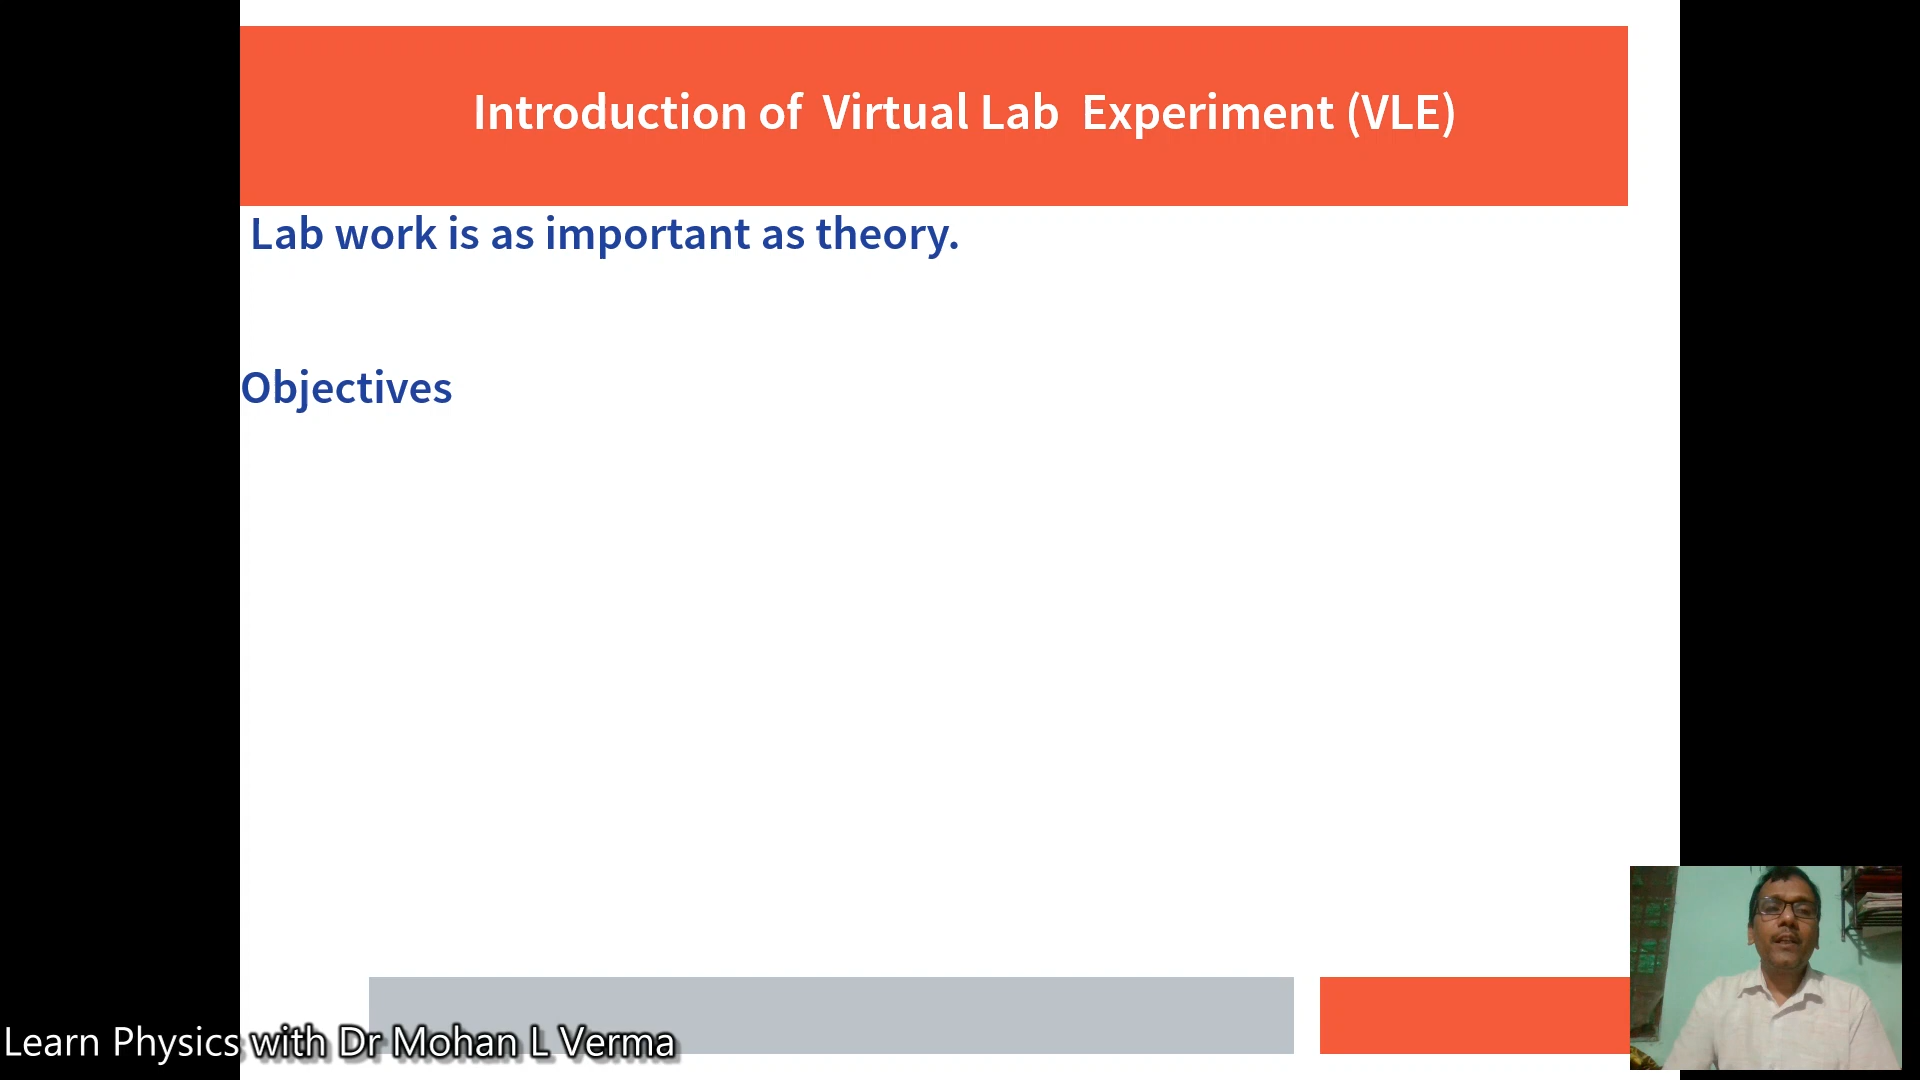 Introduction of Virtual Lab Experiment (VLE)
Lab work is as important as theory.
Objectives
Learn Physics with Dr Mohan L Verma